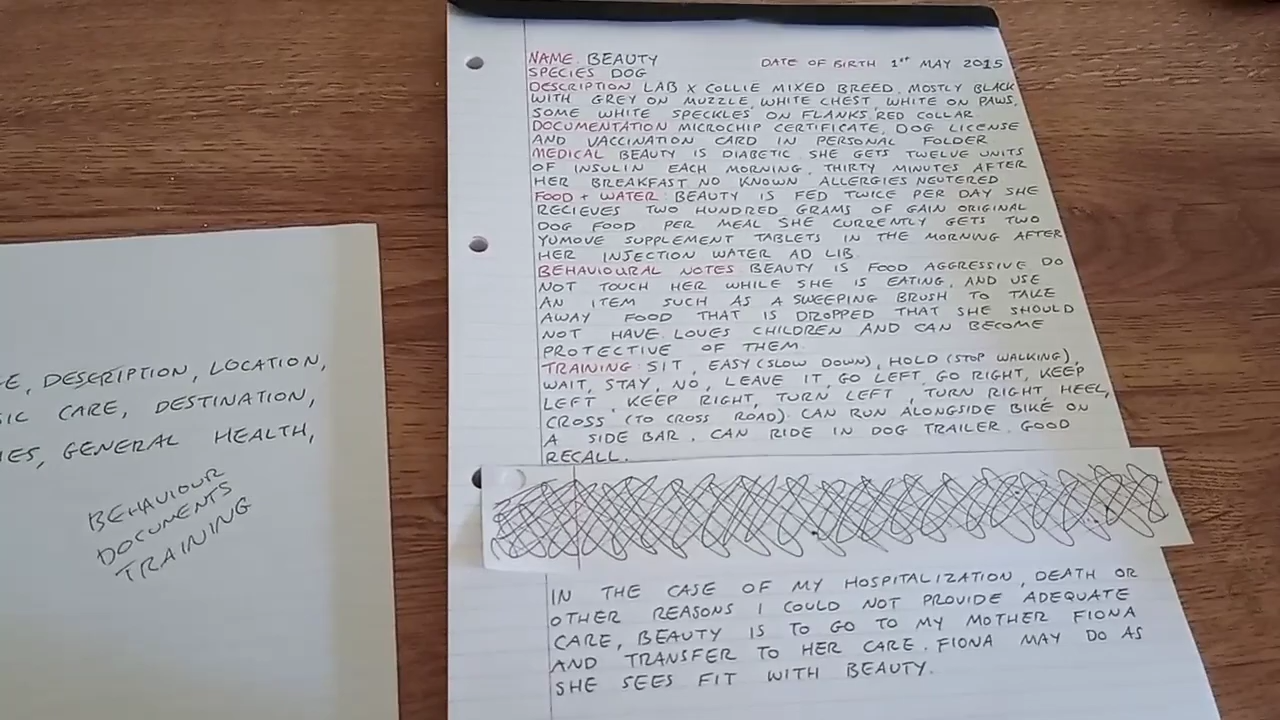 NAME. BEAUTY DATE OF BIRTH 1ST MAY 2015
SPECIES DOG
DESCRIPTION LAB X COLLIE MIXED BREED, MOSTLY BLACK
WITH GREY ON MUZZLE, WHITE CHEST, WHITE ON PAWS,
SOME WHITE SPECKLES ON FLANKS. RED COLLAR
DOCUMENTATION MICROCHIP CERTIFICATE, DOG LICENSE
AND VACCINATION CARD IN PERSONAL FOLDER
MEDICAL BEAUTY IS DIABETIC. SHE GETS TWELVE UNITS
OF INSULIN EACH MORNING, THIRTY MINUTES AFTER
HER BREAKFAST NO KNOWN ALLERGIES NEUTERED
FOOD + WATER: BEAUTY IS FED TWICE PER DAY SHE
RECIEVES TWO HUNDRED GRAMS OF GAIN ORIGINAL
DOG FOOD PER MEAL SHE CURRENTLY GETS TWO
YUMOVE SUPPLEMENT TABLETS IN THE MORNING AFTER
HER INJECTION WATER AD LIB.
BEHAVIOURAL NOTES BEAUTY IS FOOD AGGRESSIVE DO
NOT TOUCH HER WHILE SHE IS EATING, AND USE
AN ITEM SUCH AS A SWEEPING BRUSH TO TAKE
AWAY FOOD THAT IS DROPPED THAT SHE SHOULD
NOT HAVE. LOVES CHILDREN AND CAN BECOME
PROTECTIVE OF THEM.
TRAINING: SIT, EASY (SLOW DOWN), HOLD (STOP WALKING),
WAIT, STAY, NO, LEAVE IT, GO LEFT, GO RIGHT, KEEP
LEFT, KEEP RIGHT, TURN LEFT, TURN RIGHT, HEEL,
CROSS (TO CROSS ROAD). CAN RUN ALONGSIDE BIKE ON
A SIDE BAR, CAN RIDE IN DOG TRAILER. GOOD
RECALL.
IN THE CASE OF MY HOSPITALIZATION, DEATH OR
OTHER REASONS I COULD NOT PROVIDE ADEQUATE
CARE, BEAUTY IS TO GO TO MY MOTHER FIONA
AND TRANSFER TO HER CARE. FIONA MAY DO AS
SHE SEES FIT WITH BEAUTY.
DESCRIPTION, LOCATION,
CARE, DESTINATION,
GENERAL HEALTH,
BEHAVIOUR
DOCUMENTS
TRAINING